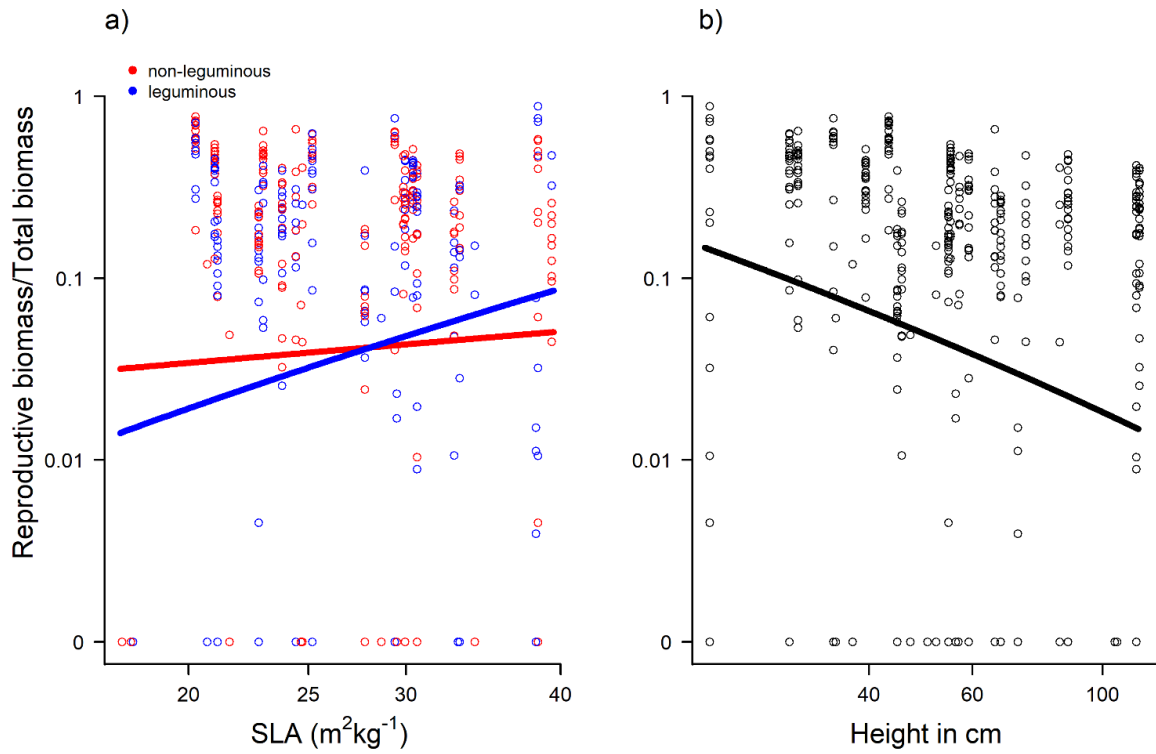 a)
b)
non-leguminous
leguminous
Reproductive biomass/Total biomass
1
0.1
0.01
0
20 25 30 40
SLA (m²kg⁻¹)
1
0.1
0.01
0
40 60 100
Height in cm